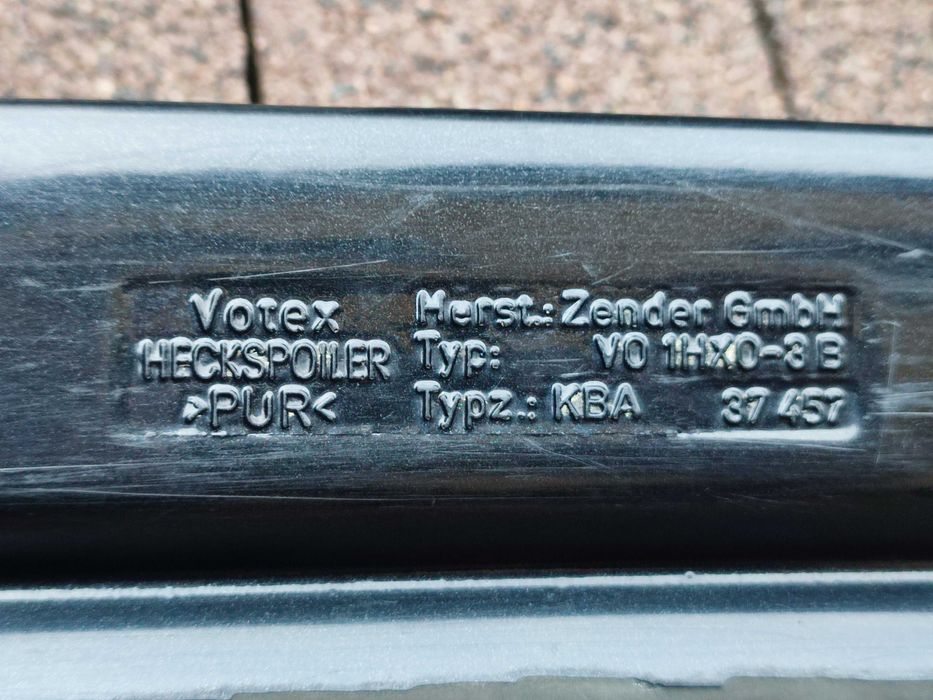 Votex
HECKSPOILER
>PUR<
Herst.: Zender GmbH
Typ: VO 1HX0-3 B
Typz.: KBA 37 457